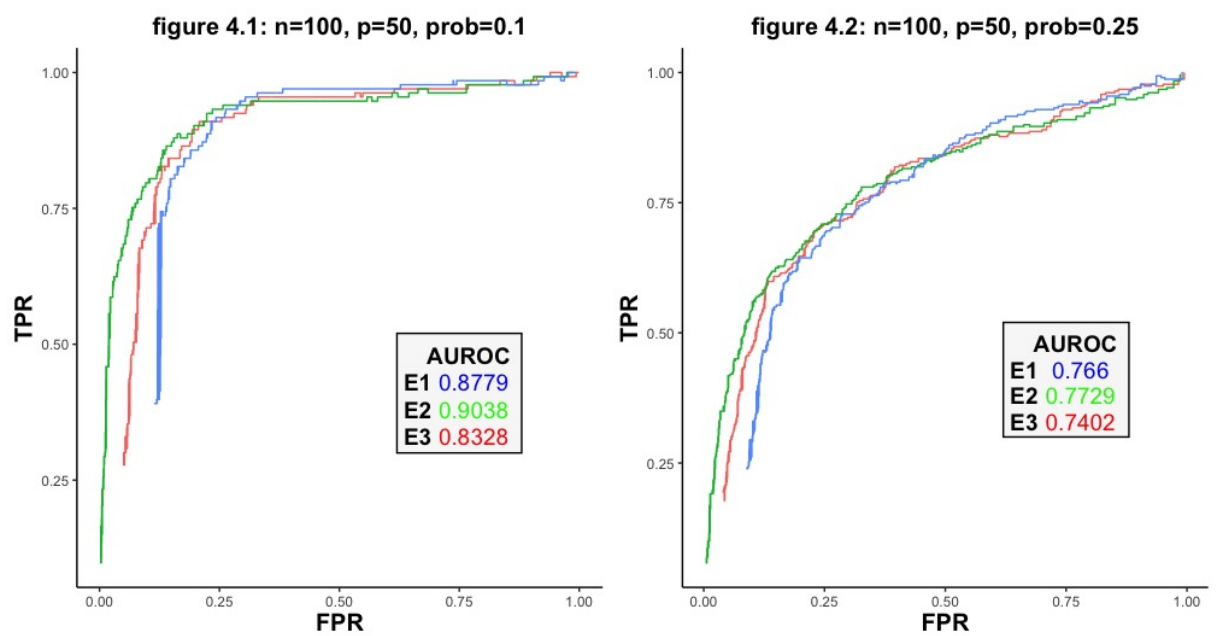 figure 4.1: n=100, p=50, prob=0.1
1.00
0.75
0.50
0.25
TPR
0.00 0.25 0.50 0.75 1.00
FPR
AUROC
E1 0.8779
E2 0.9038
E3 0.8328
figure 4.2: n=100, p=50, prob=0.25
1.00
0.75
0.50
0.25
TPR
0.00 0.25 0.50 0.75 1.00
FPR
AUROC
E1 0.766
E2 0.7729
E3 0.7402